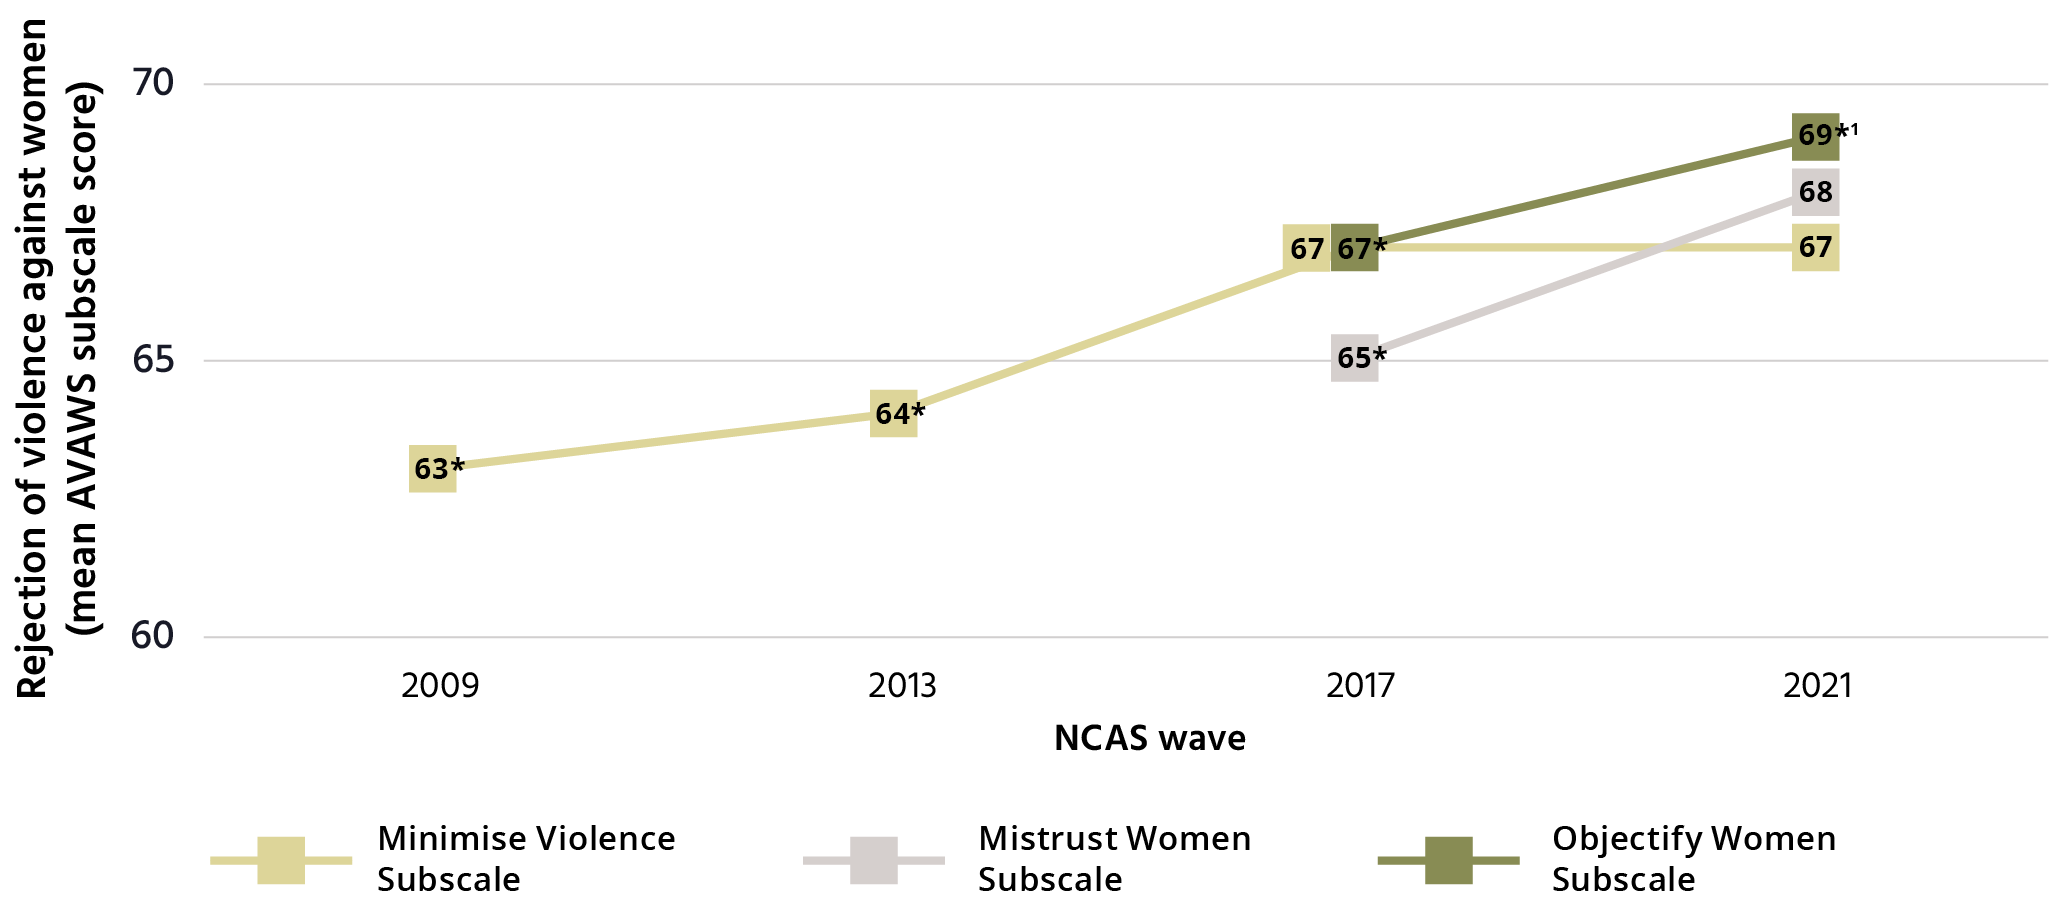 Rejection of violence against women
(mean AVAWS subscale score)
70
65
60
63*
64*
67
67*
65*
69*¹
68
67
2009
2013
2017
2021
NCAS wave
Minimise Violence
Subscale
Mistrust Women
Subscale
Objectify Women
Subscale